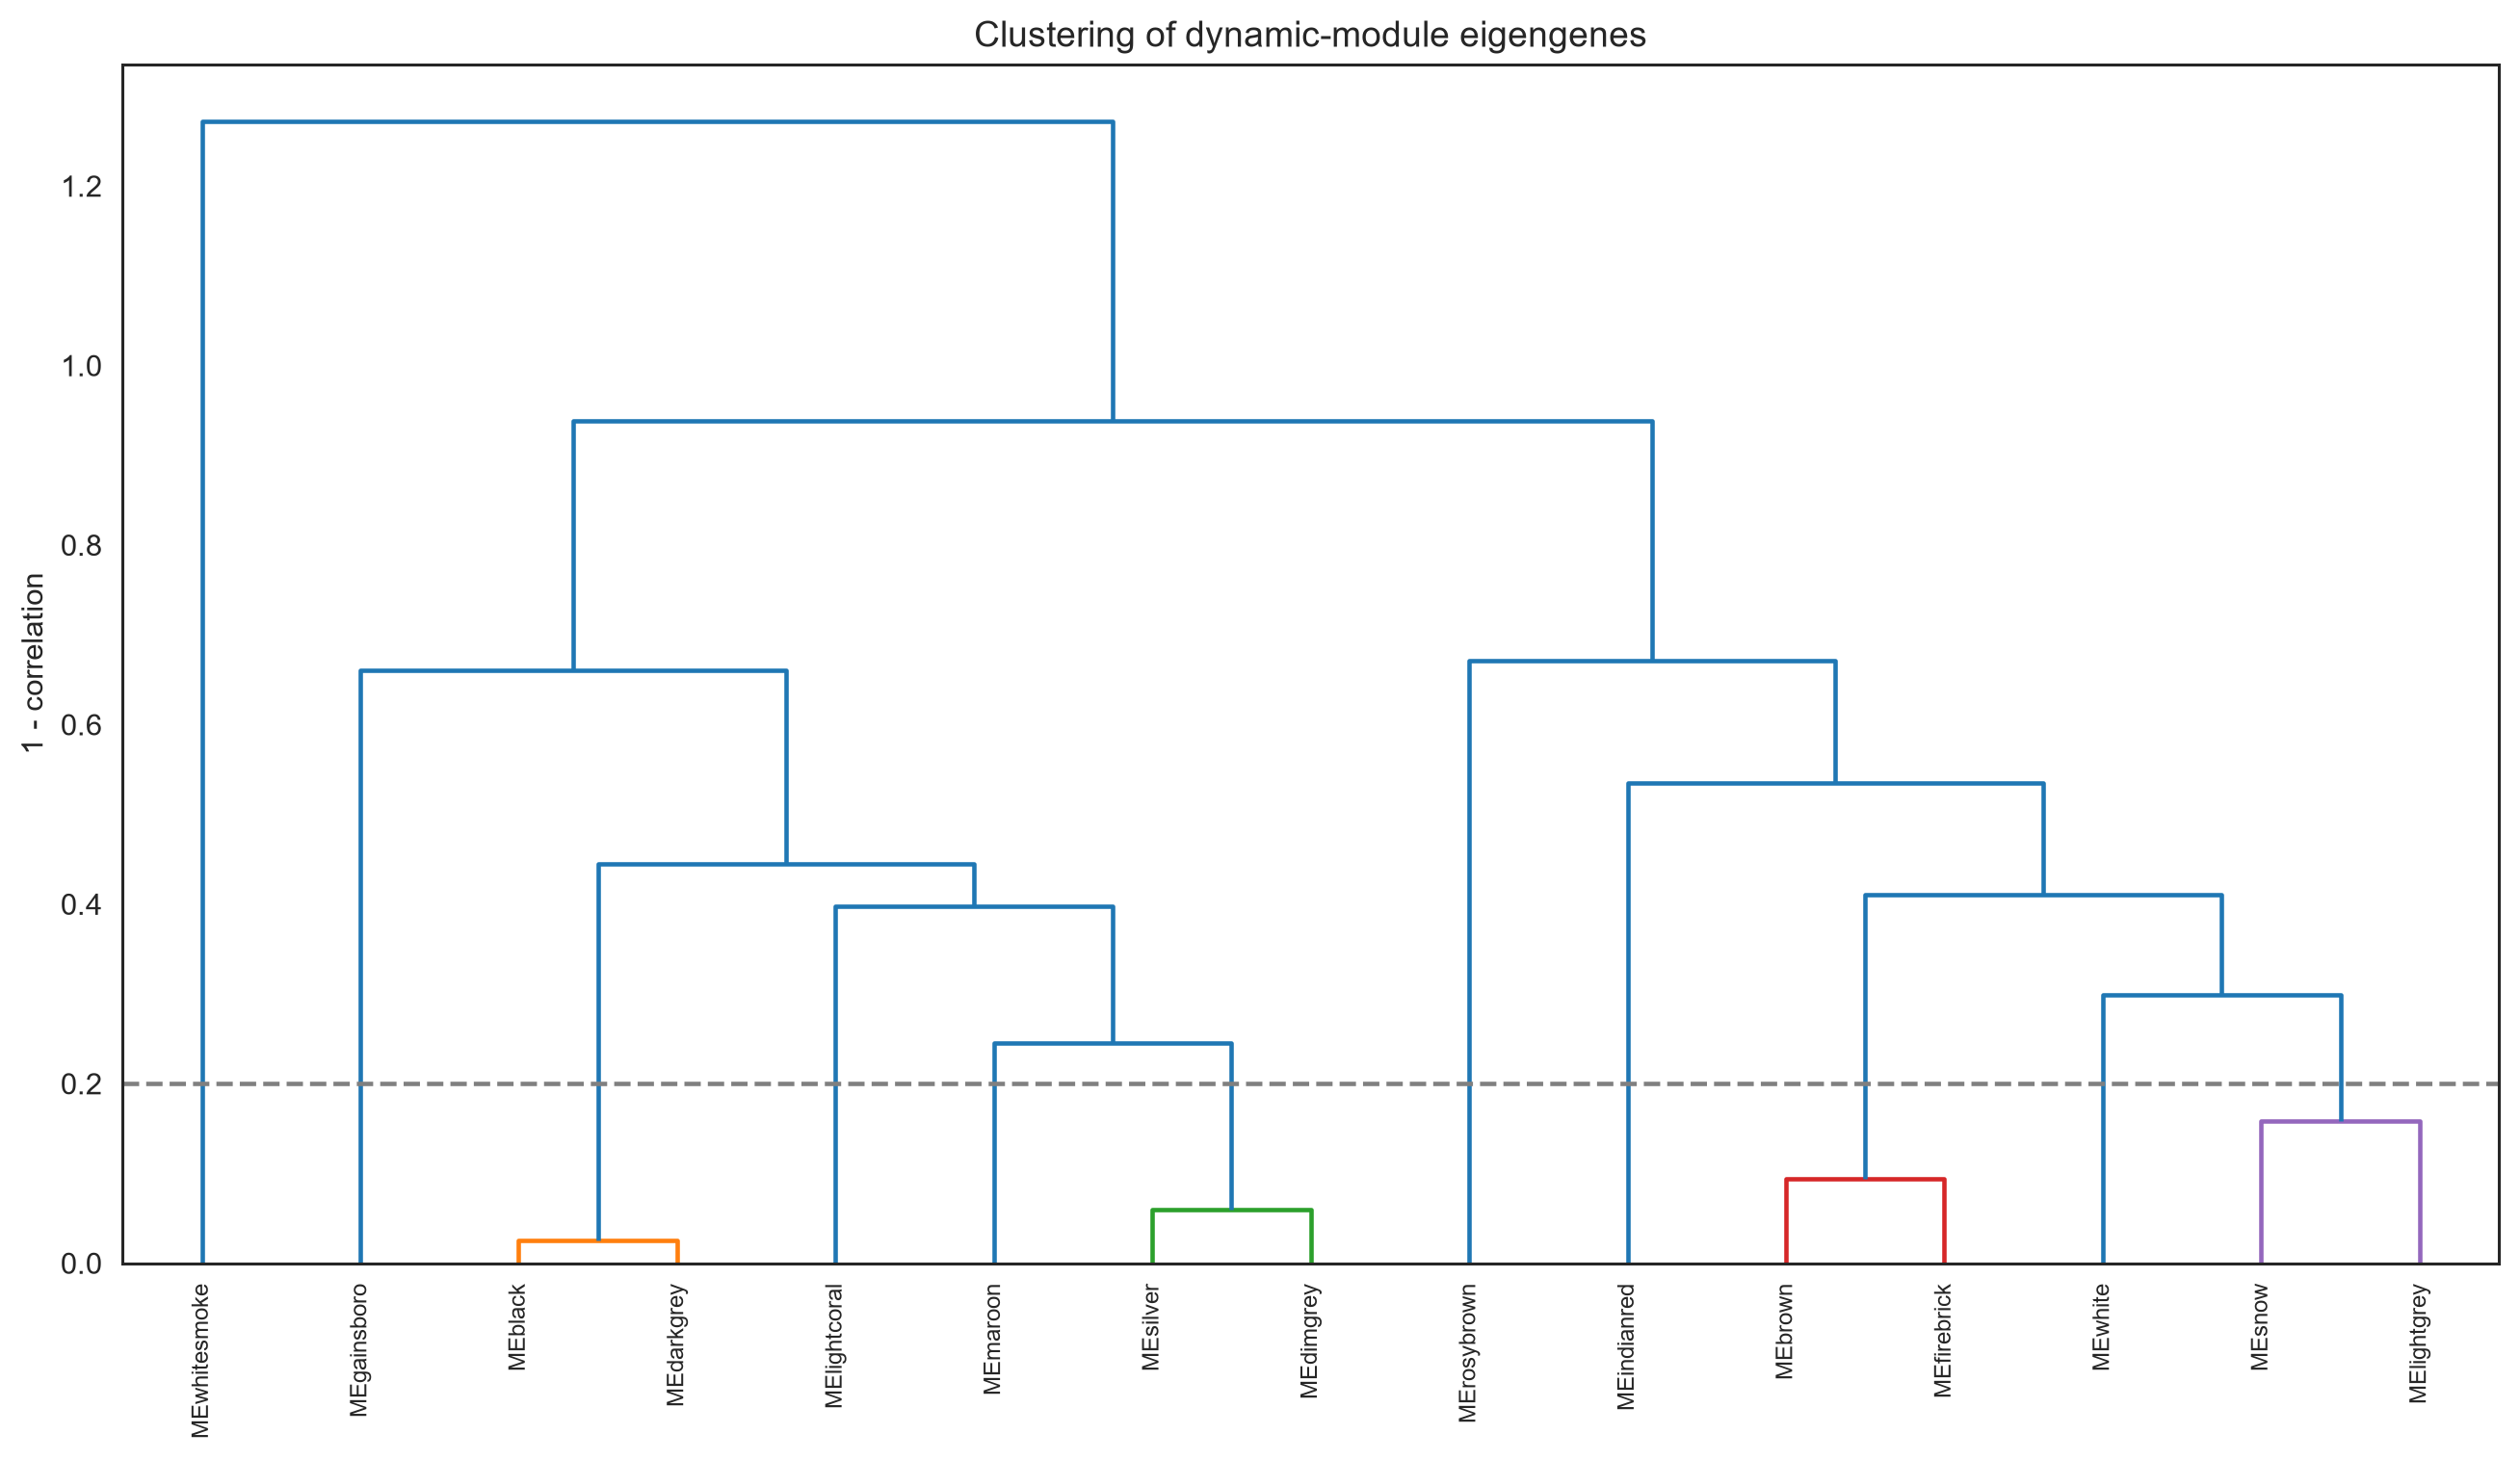 Clustering of dynamic-module eigengenes
1 - correlation
1.2
1.0
0.8
0.6
0.4
0.2
0.0
MEwhitesmoke
MEgainsboro
MEblack
MEdarkgrey
MElightcoral
MEmaroon
MEsilver
MEdimgrey
MErosybrown
MEindianred
MEbrown
MEfirebrick
MEwhite
MEsnow
MElightgrey